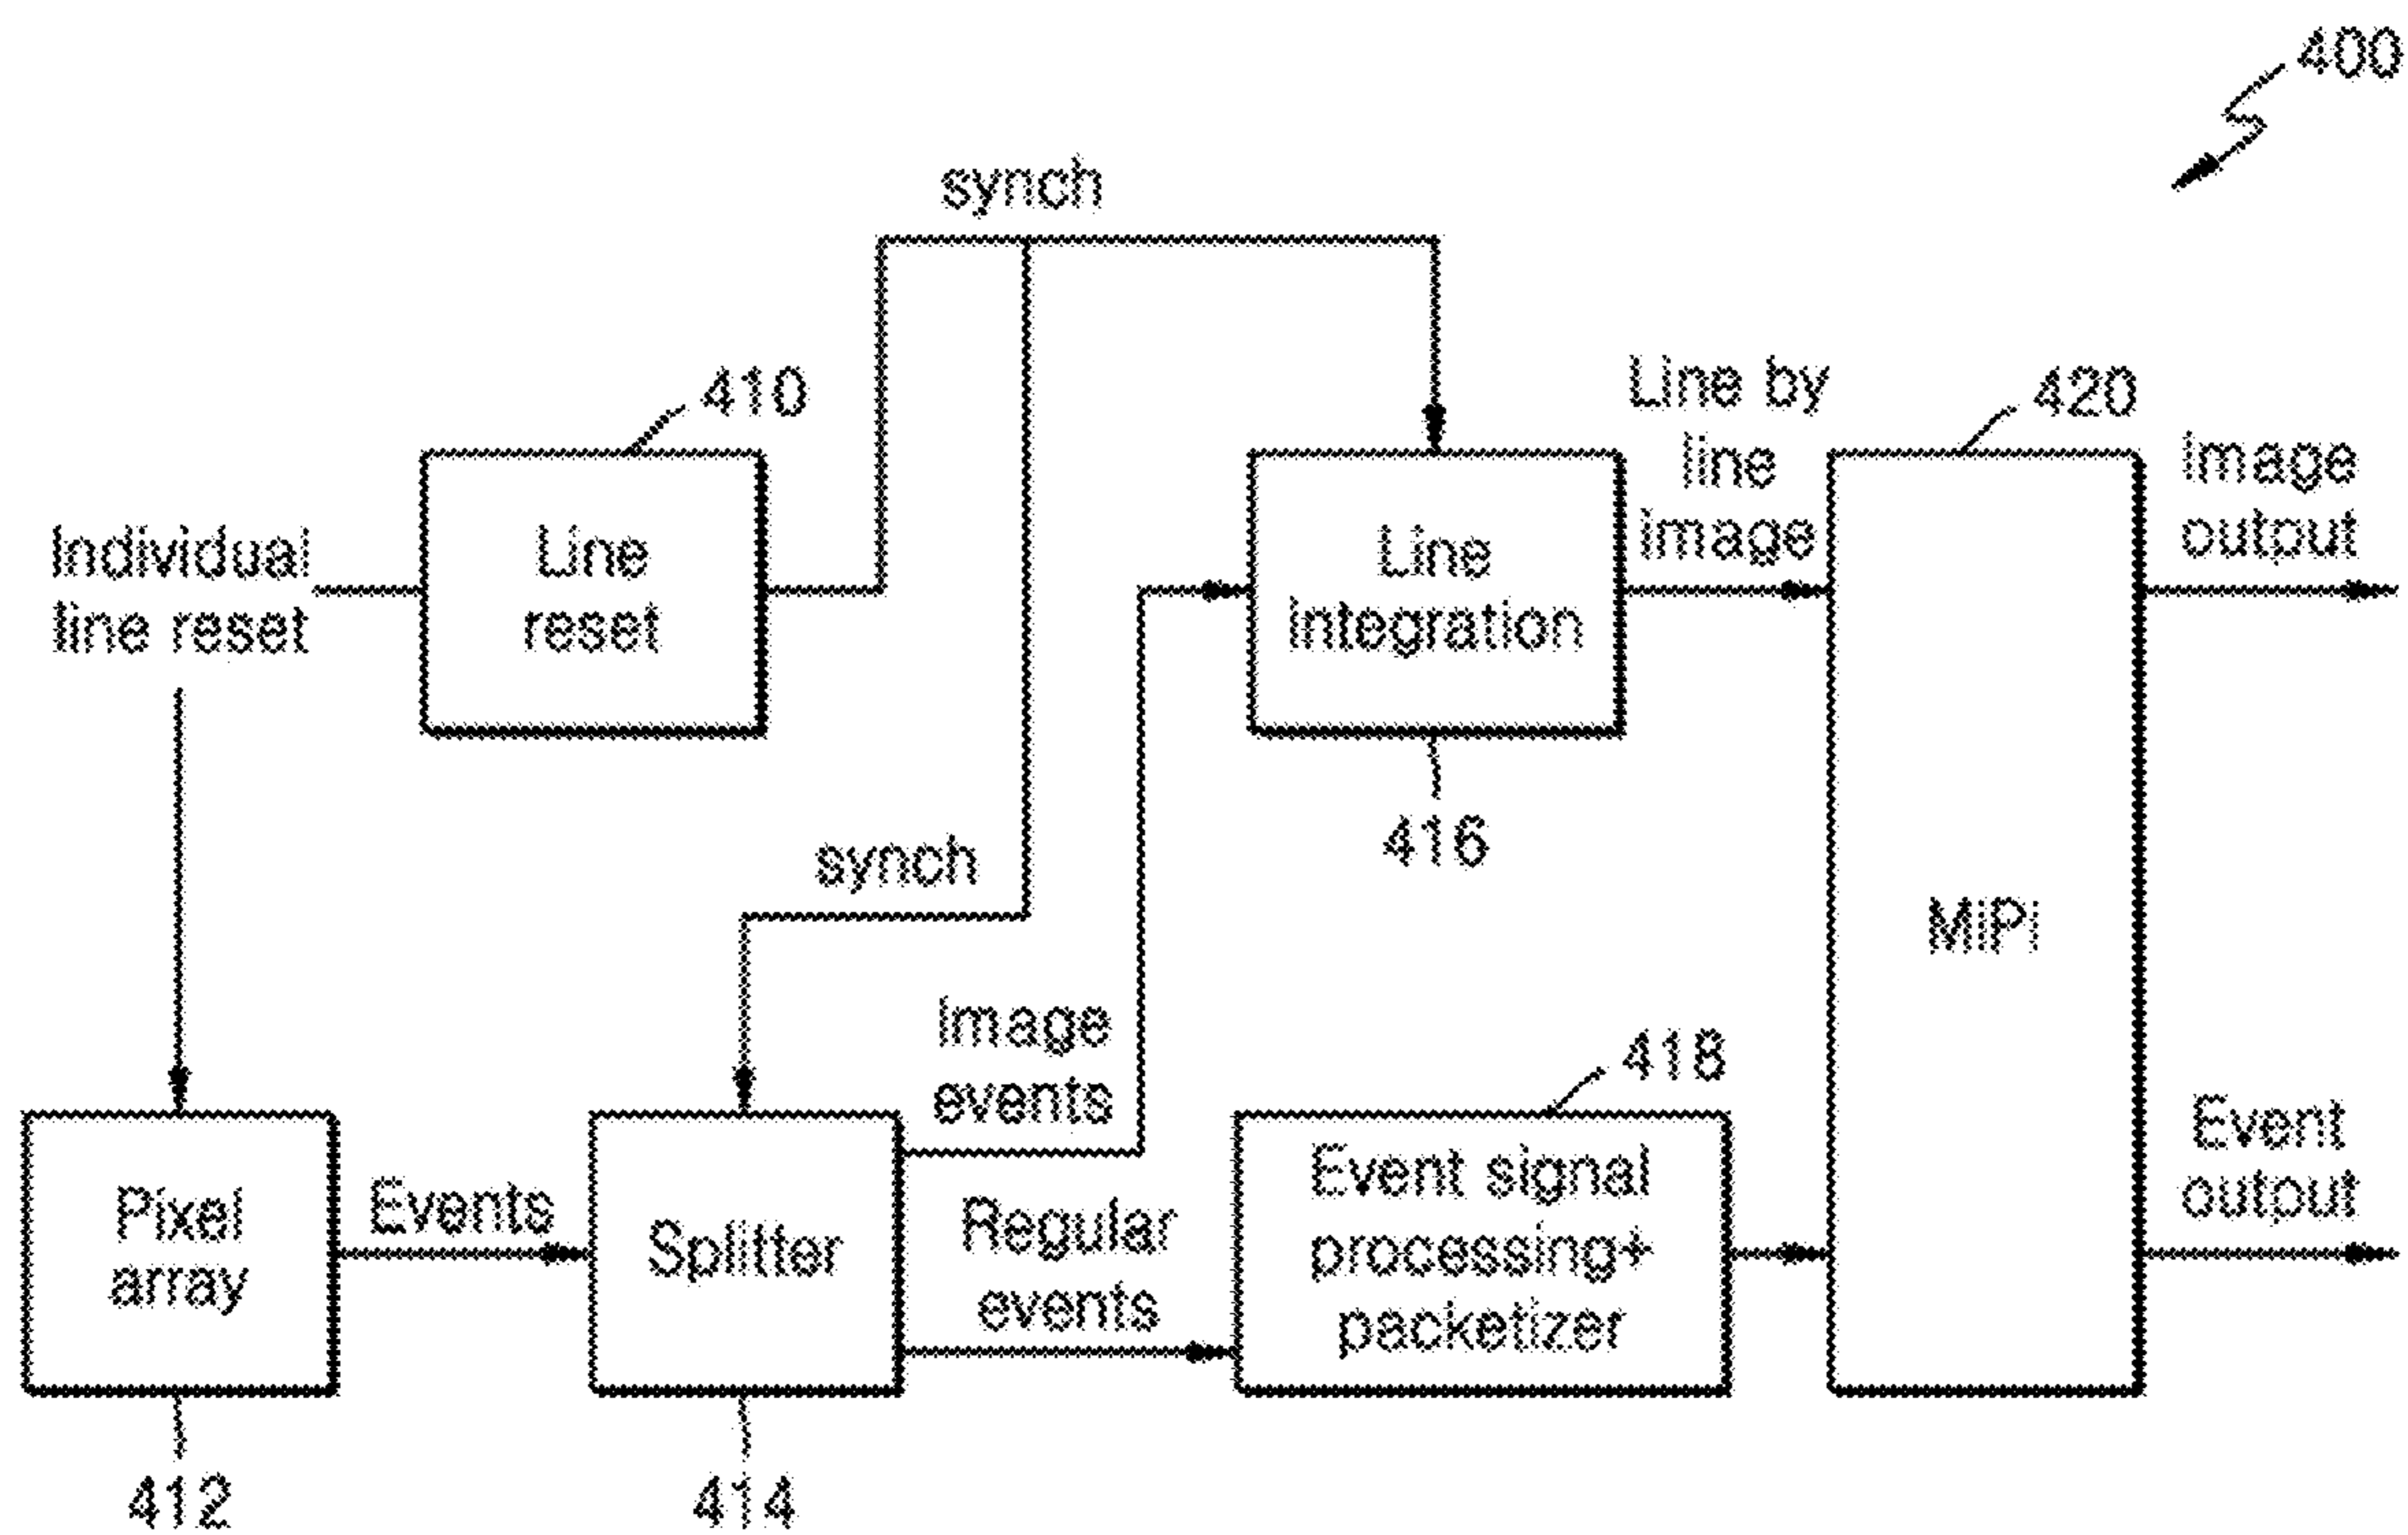 400
synch
410
Line by
line
image
420
Image
output
Individual
line reset
Line
reset
Line
integration
416
synch
MIPI
Image
events
418
Event
output
Pixel
array
Events
Splitter
Regular
events
Event signal
processing+
packetizer
412
414